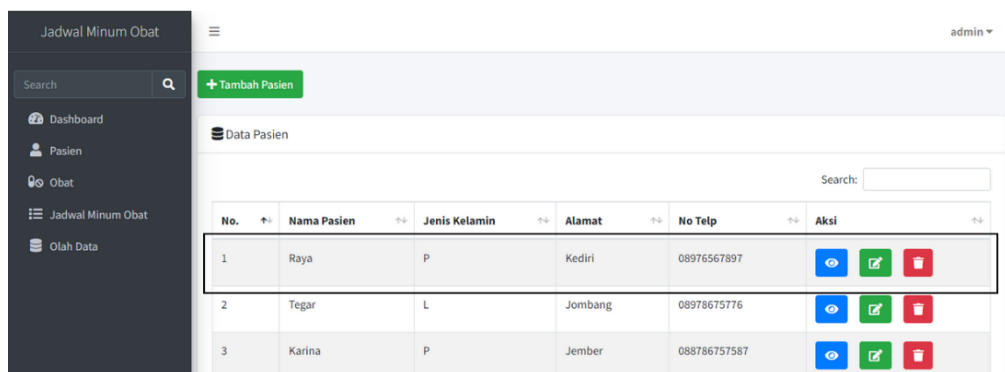 Jadwal Minum Obat
admin
Search
Tambah Pasien
Dashboard
Pasien
Obat
Jadwal Minum Obat
Olah Data
Data Pasien
Search:
No. Nama Pasien Jenis Kelamin Alamat No Telp Aksi
1 Raya P Kediri 08976567897
2 Tegar L Jombang 08978675776
3 Karina P Jember 088786757587